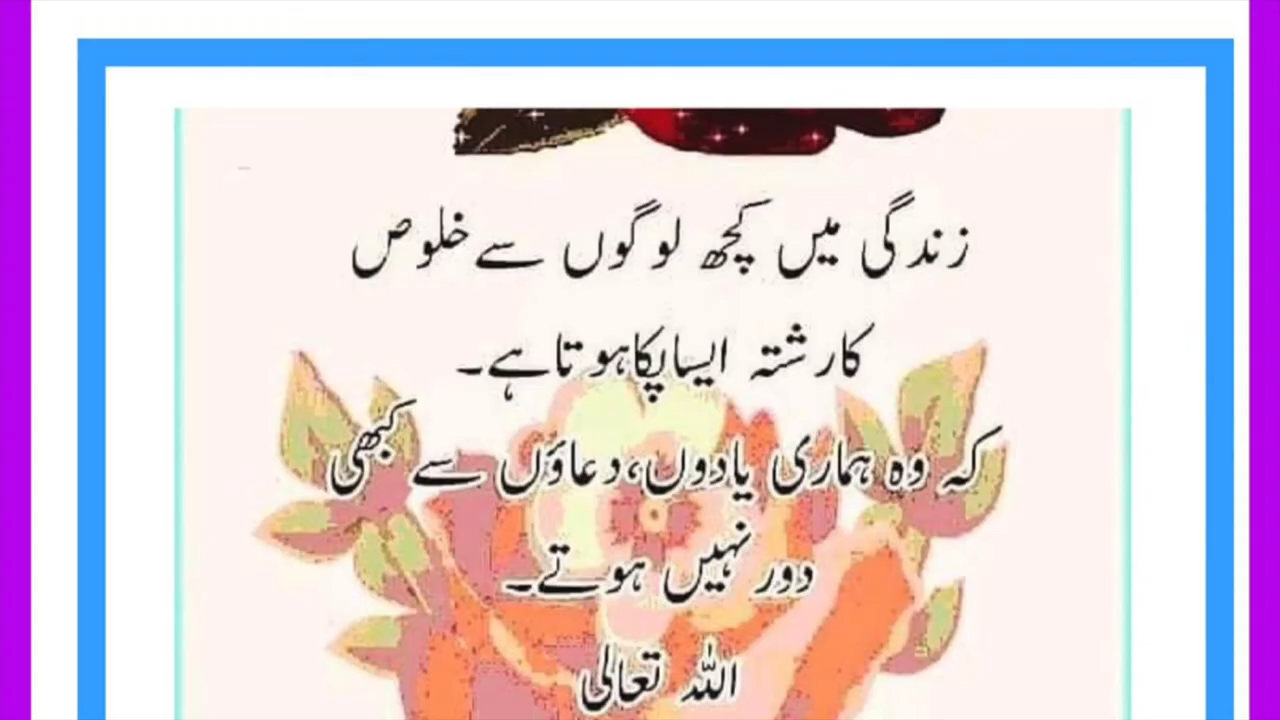 زندگی میں کچھ لوگوں سے خلوص
کا رشتہ ایسا پکا ہوتا ہے۔
کہ وہ ہماری یادوں، دعاؤں سے کبھی
دور نہیں ہوتے۔
اللہ تعالٰی